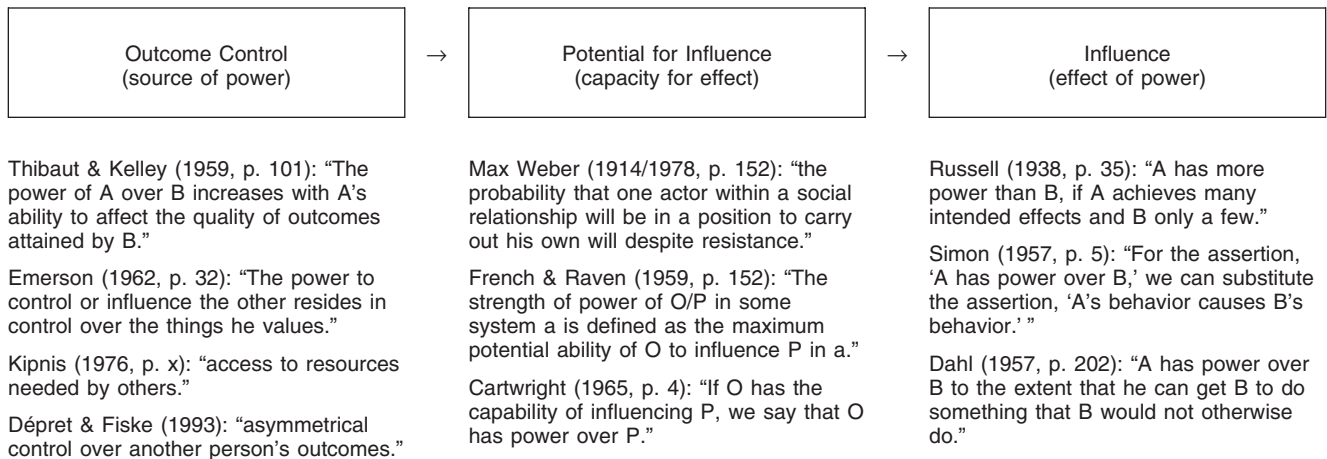 Outcome Control
(source of power)
→
Potential for Influence
(capacity for effect)
→
Influence
(effect of power)
Thibaut & Kelley (1959, p. 101): “The
power of A over B increases with A’s
ability to affect the quality of outcomes
attained by B.”
Emerson (1962, p. 32): “The power to
control or influence the other resides in
control over the things he values.”
Kipnis (1976, p. x): “access to resources
needed by others.”
Dépret & Fiske (1993): “asymmetrical
control over another person’s outcomes.”
Max Weber (1914/1978, p. 152): “the
probability that one actor within a social
relationship will be in a position to carry
out his own will despite resistance.”
French & Raven (1959, p. 152): “The
strength of power of O/P in some
system a is defined as the maximum
potential ability of O to influence P in a.”
Cartwright (1965, p. 4): “If O has the
capability of influencing P, we say that O
has power over P.”
Russell (1938, p. 35): “A has more
power than B, if A achieves many
intended effects and B only a few.”
Simon (1957, p. 5): “For the assertion,
‘A has power over B,’ we can substitute
the assertion, ‘A’s behavior causes B’s
behavior.’ ”
Dahl (1957, p. 202): “A has power over
B to the extent that he can get B to do
something that B would not otherwise
do.”